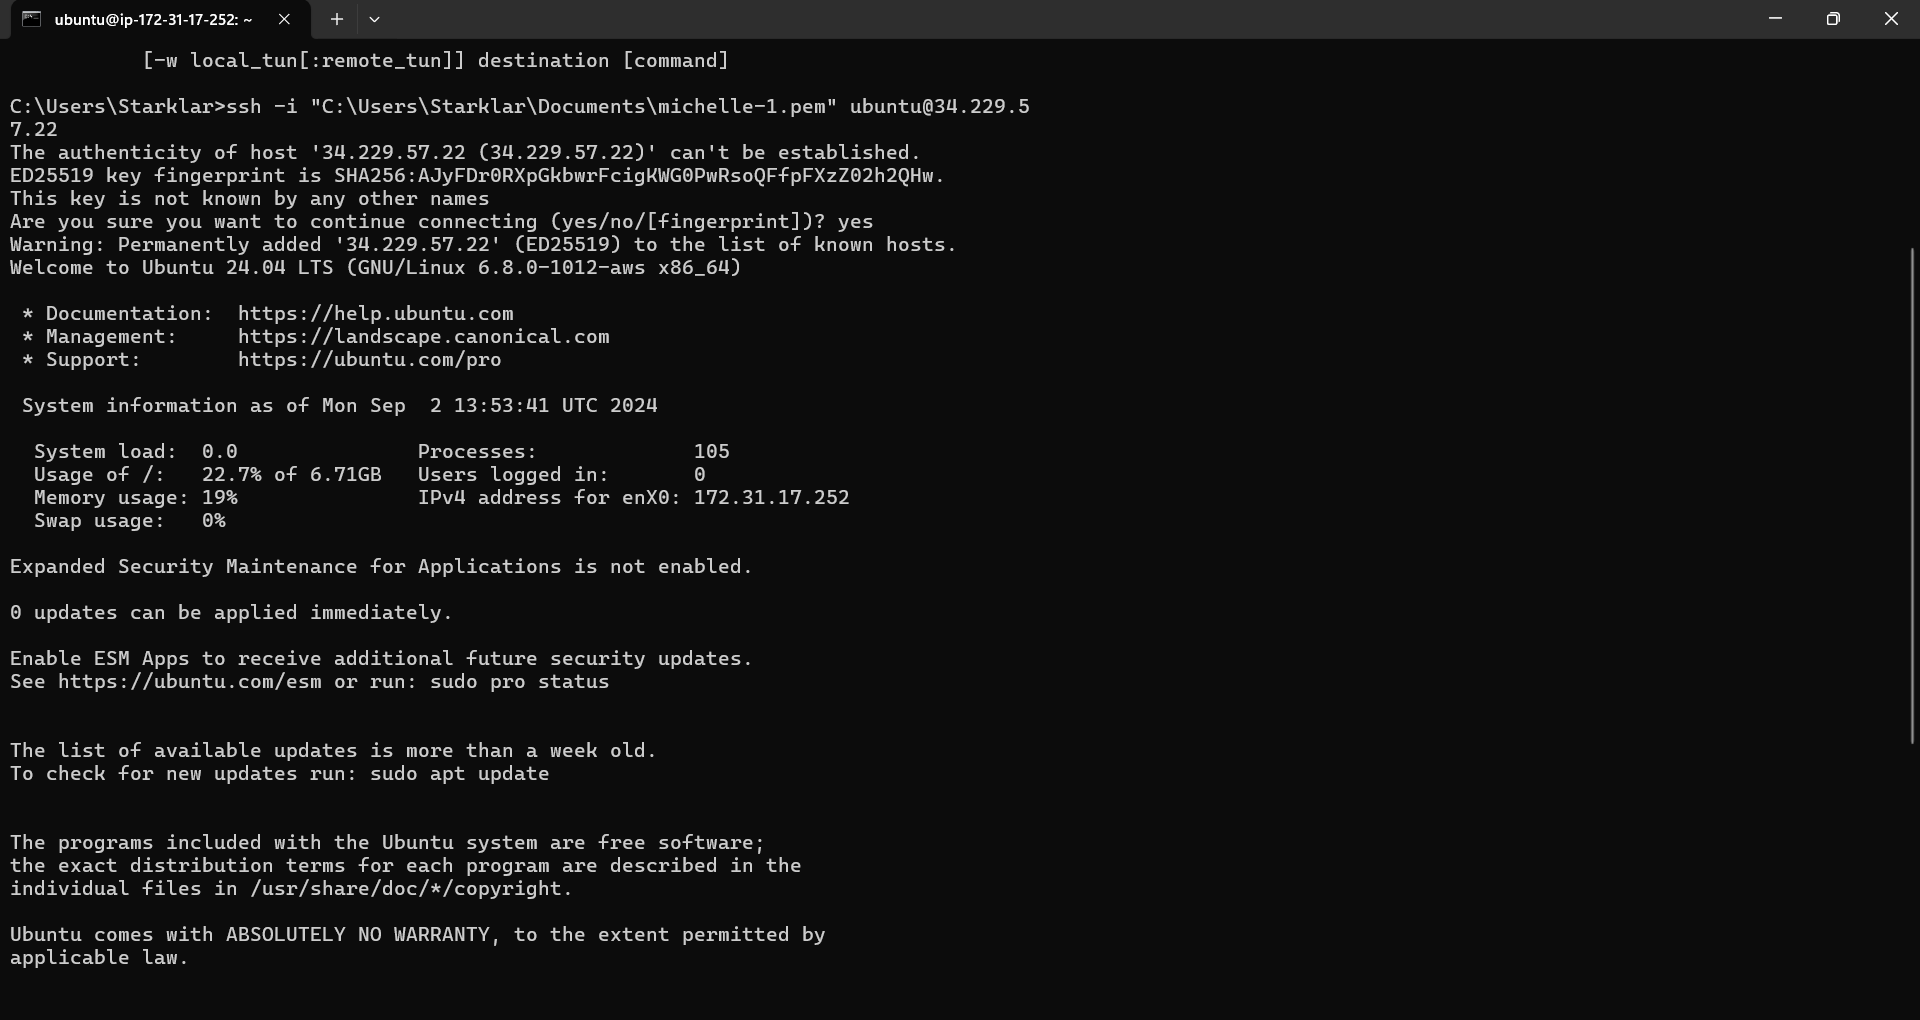 ubuntu@ip-172-31-17-252: ~
[-w local_tun[:remote_tun]] destination [command]
C:\Users\Starklar>ssh -i "C:\Users\Starklar\Documents\michelle-1.pem" ubuntu@34.229.5
7.22
The authenticity of host '34.229.57.22 (34.229.57.22)' can't be established.
ED25519 key fingerprint is SHA256:AJyFDr0RXpGkbwrFcigKWG0PwRsoQFfpFXzZ02h2QHw.
This key is not known by any other names
Are you sure you want to continue connecting (yes/no/[fingerprint])? yes
Warning: Permanently added '34.229.57.22' (ED25519) to the list of known hosts.
Welcome to Ubuntu 24.04 LTS (GNU/Linux 6.8.0-1012-aws x86_64)
* Documentation:  https://help.ubuntu.com
* Management:     https://landscape.canonical.com
* Support:        https://ubuntu.com/pro
System information as of Mon Sep  2 13:53:41 UTC 2024
System load:  0.0               Processes:             105
Usage of /:   22.7% of 6.71GB   Users logged in:       0
Memory usage: 19%               IPv4 address for enX0: 172.31.17.252
Swap usage:   0%
Expanded Security Maintenance for Applications is not enabled.
0 updates can be applied immediately.
Enable ESM Apps to receive additional future security updates.
See https://ubuntu.com/esm or run: sudo pro status
The list of available updates is more than a week old.
To check for new updates run: sudo apt update
The programs included with the Ubuntu system are free software;
the exact distribution terms for each program are described in the
individual files in /usr/share/doc/*/copyright.
Ubuntu comes with ABSOLUTELY NO WARRANTY, to the extent permitted by
applicable law.